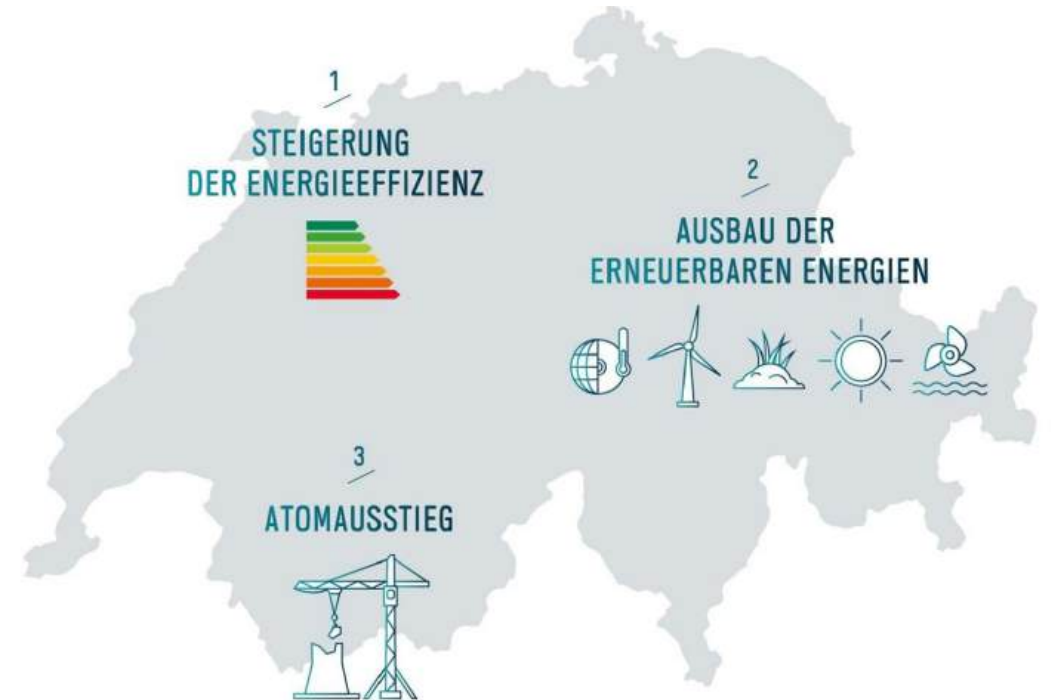 1
STEIGERUNG
DER ENERGIEEFFIZIENZ
2
AUSBAU DER
ERNEUERBAREN ENERGIEN
3
ATOMAUSSTIEG